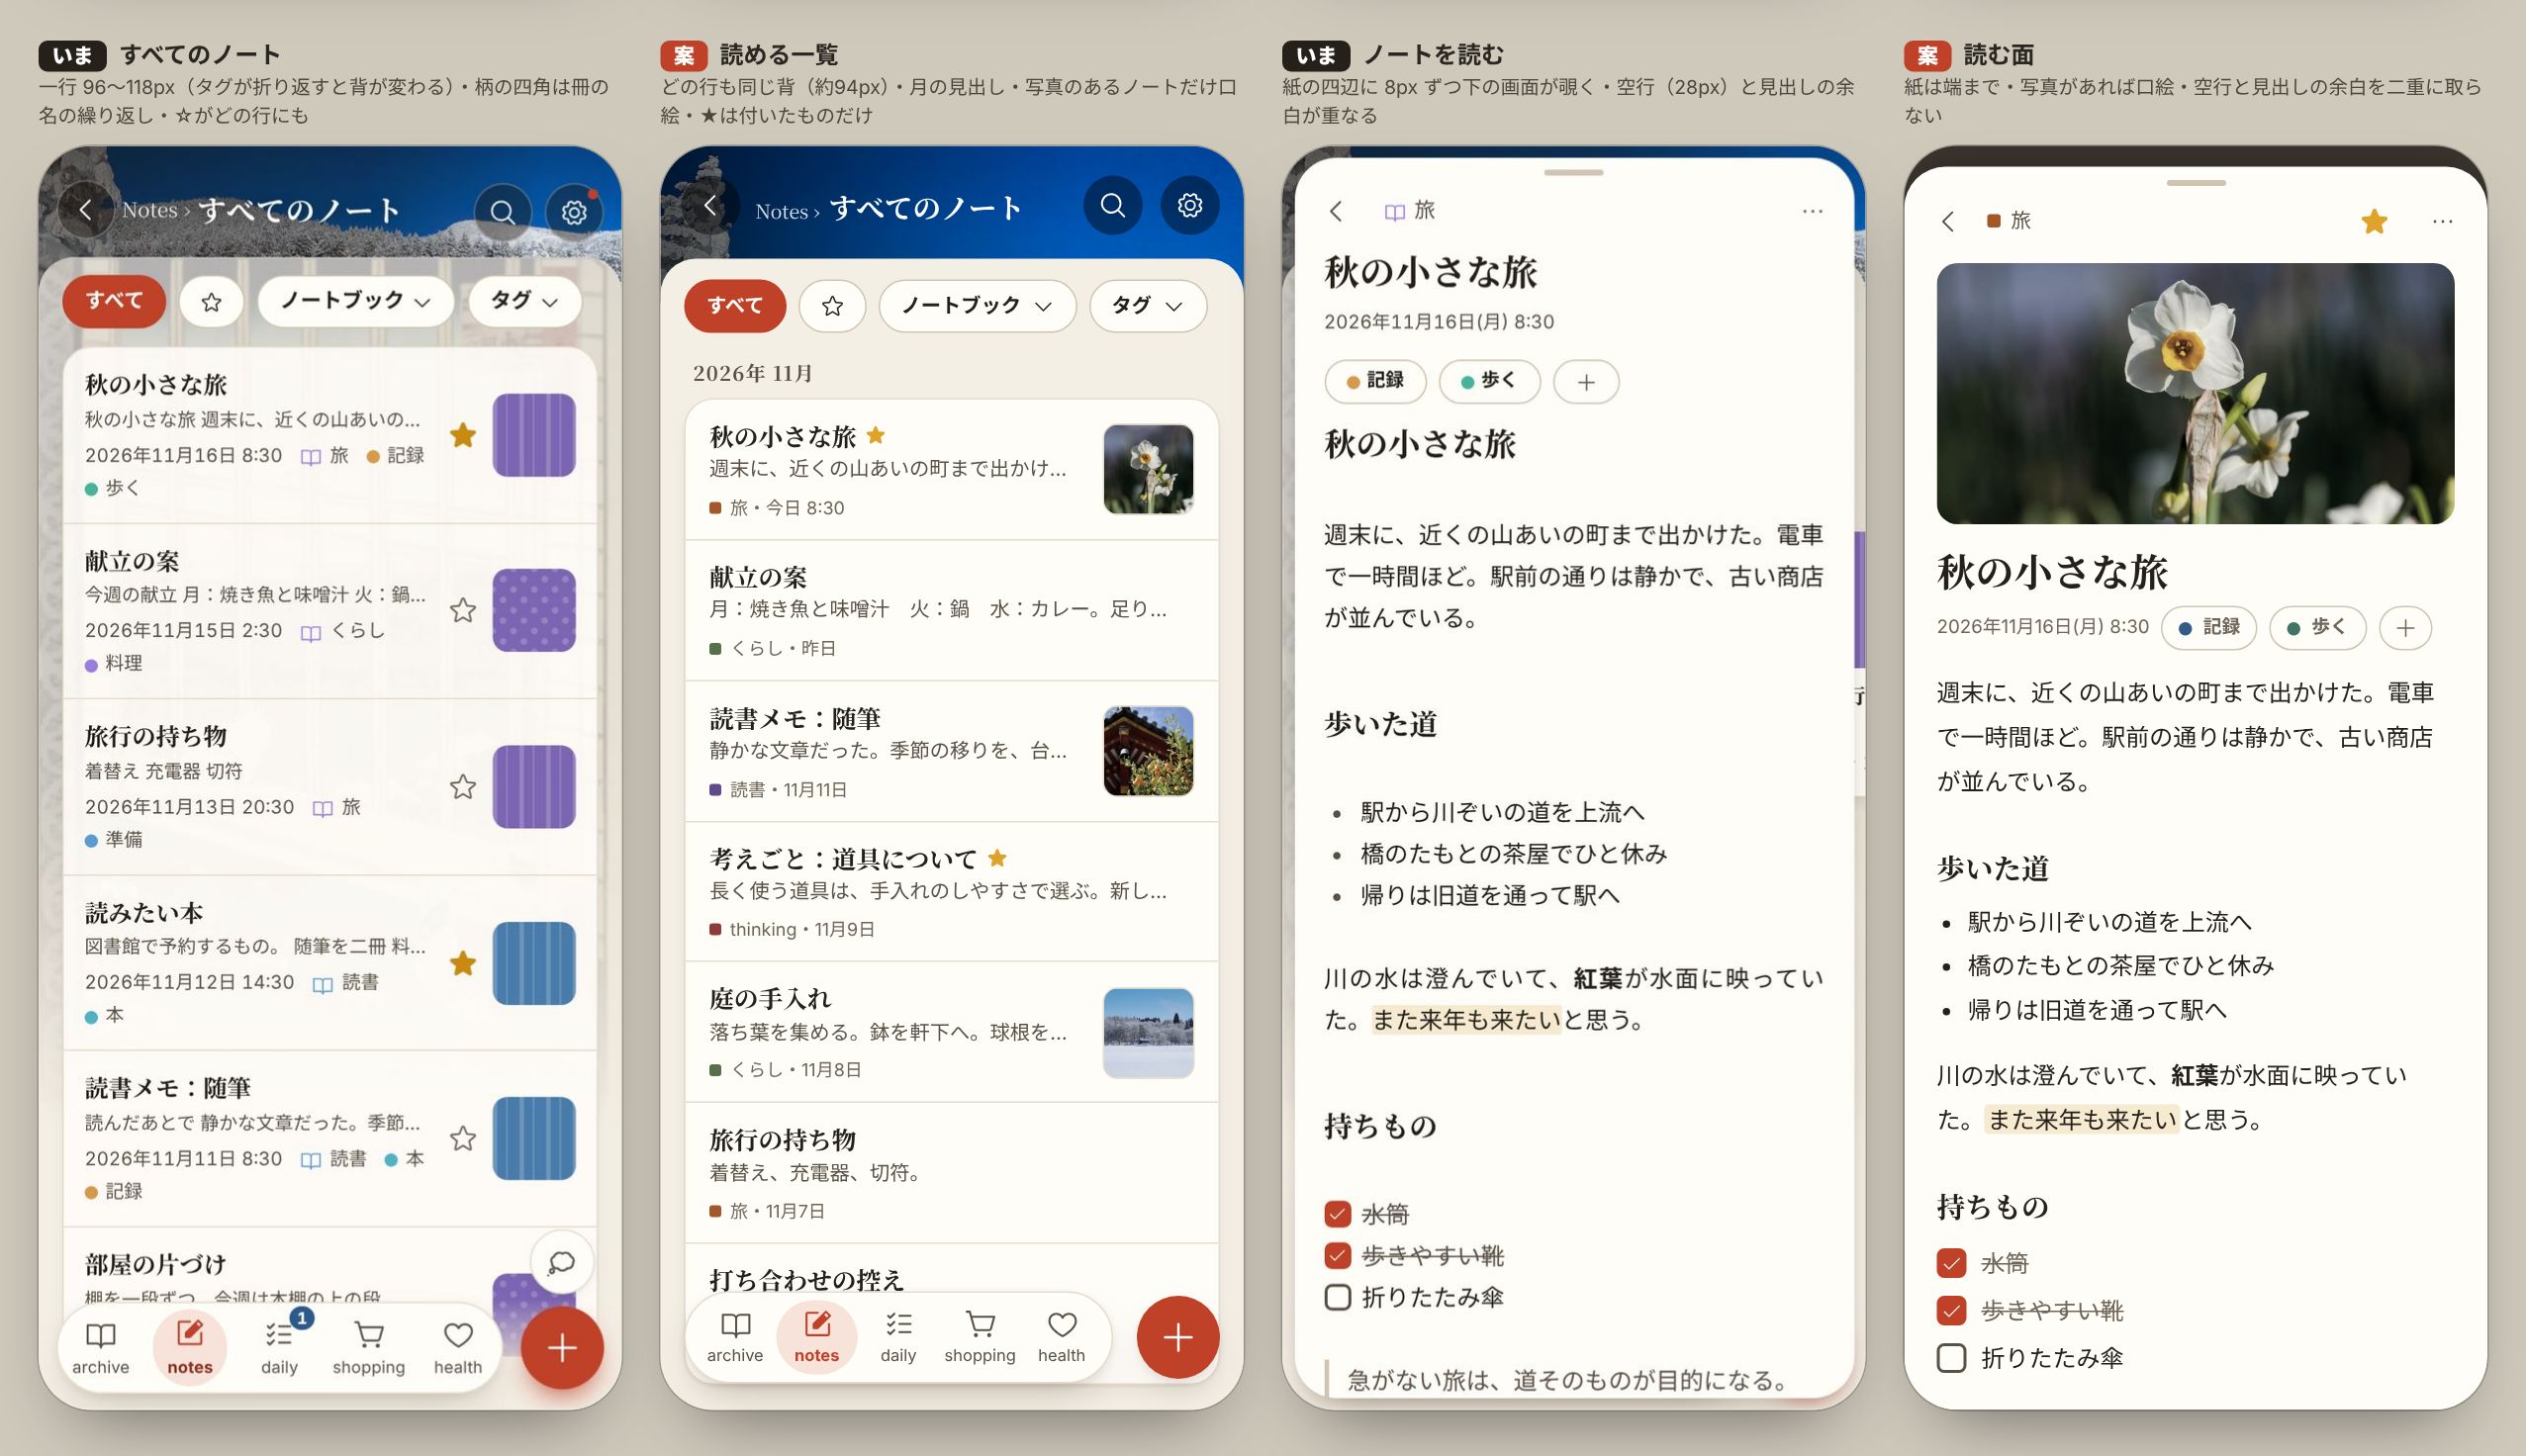 いま すべてのノート
一行 96〜118px（タグが折り返すと背が変わる）・柄の四角は冊の
名の繰り返し・☆がどの行にも
Notes › すべてのノート
すべて ☆ ノートブック タグ
秋の小さな旅
秋の小さな旅 週末に、近くの山あいの…
2026年11月16日 8:30 旅 記録
歩く
献立の案
今週の献立 月：焼き魚と味噌汁 火：鍋…
2026年11月15日 2:30 くらし
料理
旅行の持ち物
着替え 充電器 切符
2026年11月13日 20:30 旅
準備
読みたい本
図書館で予約するもの。 随筆を二冊 料…
2026年11月12日 14:30 読書
本
読書メモ：随筆
読んだあとで 静かな文章だった。季節…
2026年11月11日 8:30 読書 本
記録
部屋の片づけ
棚を一段ずつ。今週は本棚の上の段
1
archive notes daily shopping health
案 読める一覧
どの行も同じ背（約94px）・月の見出し・写真のあるノートだけ口
絵・★は付いたものだけ
Notes › すべてのノート
すべて ☆ ノートブック タグ
2026年 11月
秋の小さな旅 ★
週末に、近くの山あいの町まで出かけ…
旅・今日 8:30
献立の案
月：焼き魚と味噌汁　火：鍋　水：カレー。足り…
くらし・昨日
読書メモ：随筆
静かな文章だった。季節の移りを、台…
読書・11月11日
考えごと：道具について ★
長く使う道具は、手入れのしやすさで選ぶ。新し…
thinking・11月9日
庭の手入れ
落ち葉を集める。鉢を軒下へ。球根を…
くらし・11月8日
旅行の持ち物
着替え、充電器、切符。
旅・11月7日
打ち合わせの控え
archive notes daily shopping health
いま ノートを読む
紙の四辺に 8px ずつ下の画面が覗く・空行（28px）と見出しの余
白が重なる
旅 …
秋の小さな旅
2026年11月16日(月) 8:30
記録 歩く ＋
秋の小さな旅
週末に、近くの山あいの町まで出かけた。電車
で一時間ほど。駅前の通りは静かで、古い商店
が並んでいる。
歩いた道
• 駅から川ぞいの道を上流へ
• 橋のたもとの茶屋でひと休み
• 帰りは旧道を通って駅へ
川の水は澄んでいて、紅葉が水面に映ってい
た。また来年も来たいと思う。
持ちもの
水筒
歩きやすい靴
折りたたみ傘
急がない旅は、道そのものが目的になる。
案 読む面
紙は端まで・写真があれば口絵・空行と見出しの余白を二重に取ら
ない
旅 ★ …
秋の小さな旅
2026年11月16日(月) 8:30 記録 歩く ＋
週末に、近くの山あいの町まで出かけた。電車
で一時間ほど。駅前の通りは静かで、古い商店
が並んでいる。
歩いた道
• 駅から川ぞいの道を上流へ
• 橋のたもとの茶屋でひと休み
• 帰りは旧道を通って駅へ
川の水は澄んでいて、紅葉が水面に映ってい
た。また来年も来たいと思う。
持ちもの
水筒
歩きやすい靴
折りたたみ傘